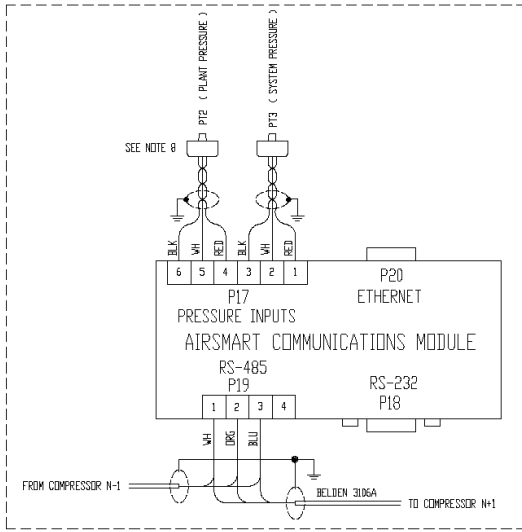 PT2 ( PLANT PRESSURE )
PT3 ( SYSTEM PRESSURE )
SEE NOTE 8
BLK
WH
RED
BLK
WH
RED
6 5 4 3 2 1
P17
PRESSURE INPUTS
P20
ETHERNET
AIRSMART COMMUNICATIONS MODULE
RS-485
P19
RS-232
P18
1 2 3 4
WH
ORG
BLU
FROM COMPRESSOR N-1
BELDEN 3106A
TO COMPRESSOR N+1